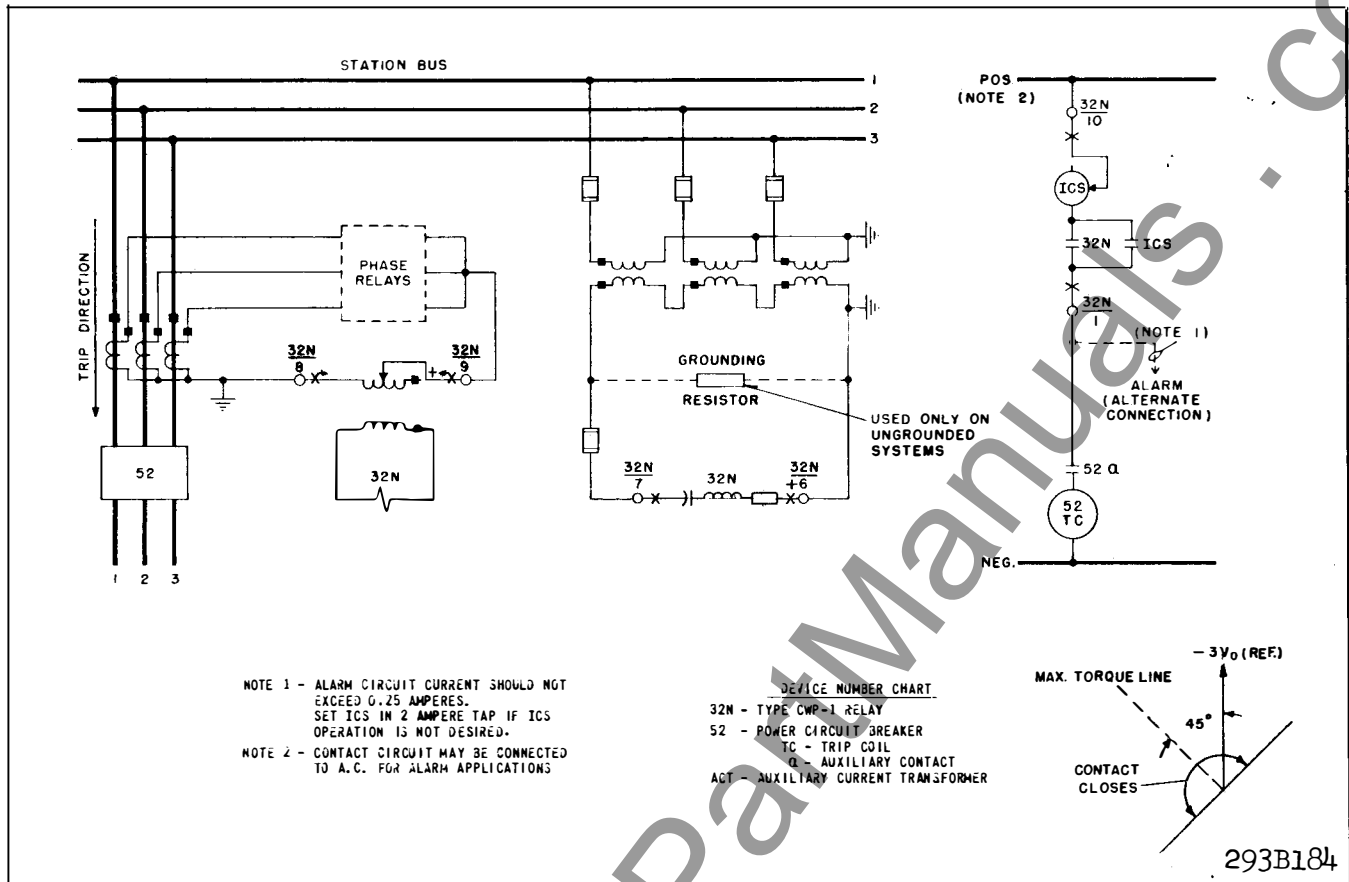 STATION BUS
1
2
3
POS
(NOTE 2)
32N
10
ICS
32N
ICS
32N
1
(NOTE 1)
ALARM
(ALTERNATE
CONNECTION)
52 a
52
TC
NEG.
TRIP DIRECTION
PHASE
RELAYS
32N
8
32N
9
+
32N
52
1 2 3
GROUNDING
RESISTOR
USED ONLY ON
UNGROUNDED
SYSTEMS
32N
7
32N
32N
+6
NOTE 1 - ALARM CIRCUIT CURRENT SHOULD NOT
EXCEED 0.25 AMPERES.
SET ICS IN 2 AMPERE TAP IF ICS
OPERATION IS NOT DESIRED.
NOTE 2 - CONTACT CIRCUIT MAY BE CONNECTED
TO A.C. FOR ALARM APPLICATIONS
DEVICE NUMBER CHART
32N - TYPE CWP-1 RELAY
52 - POWER CIRCUIT BREAKER
TC - TRIP COIL
a - AUXILIARY CONTACT
ACT - AUXILIARY CURRENT TRANSFORMER
-3V0 (REF.)
MAX. TORQUE LINE
45°
CONTACT
CLOSES
293B184
PartManuals.co